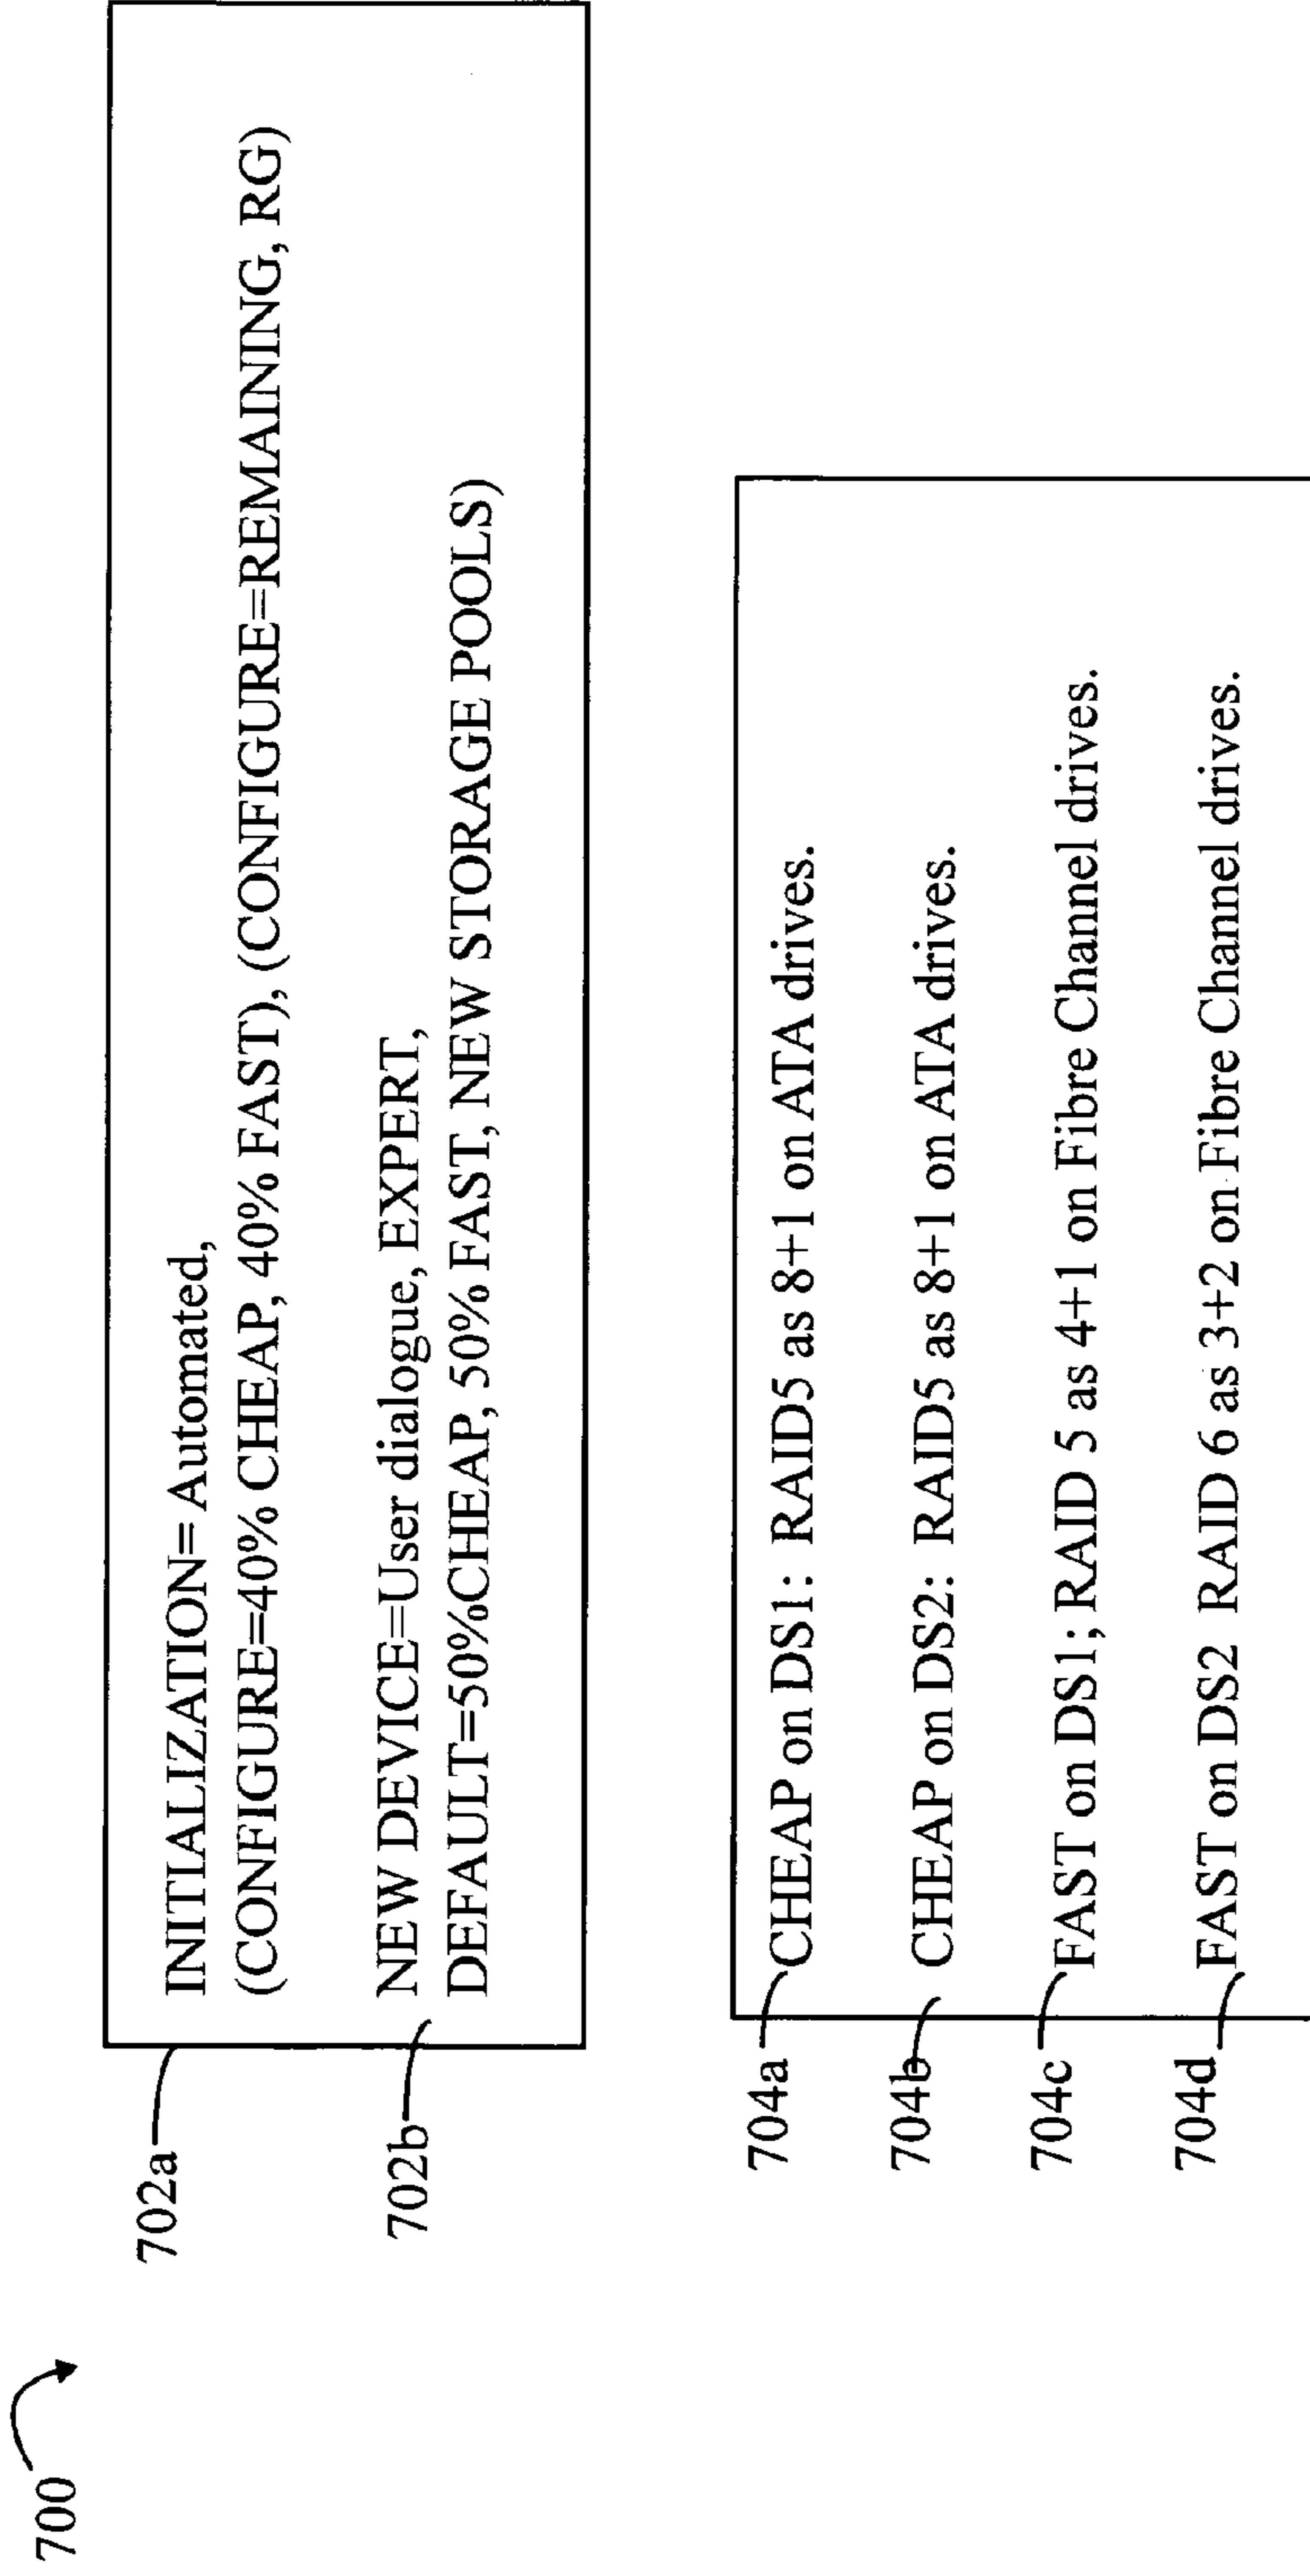 700
702a
INITIALIZATION= Automated,
(CONFIGURE=40% CHEAP, 40% FAST), (CONFIGURE=REMAINING, RG)
702b
NEW DEVICE=User dialogue, EXPERT,
DEFAULT=50%CHEAP, 50% FAST, NEW STORAGE POOLS)
704a
CHEAP on DS1: RAID5 as 8+1 on ATA drives.
704b
CHEAP on DS2: RAID5 as 8+1 on ATA drives.
704c
FAST on DS1; RAID 5 as 4+1 on Fibre Channel drives.
704d
FAST on DS2 RAID 6 as 3+2 on Fibre Channel drives.